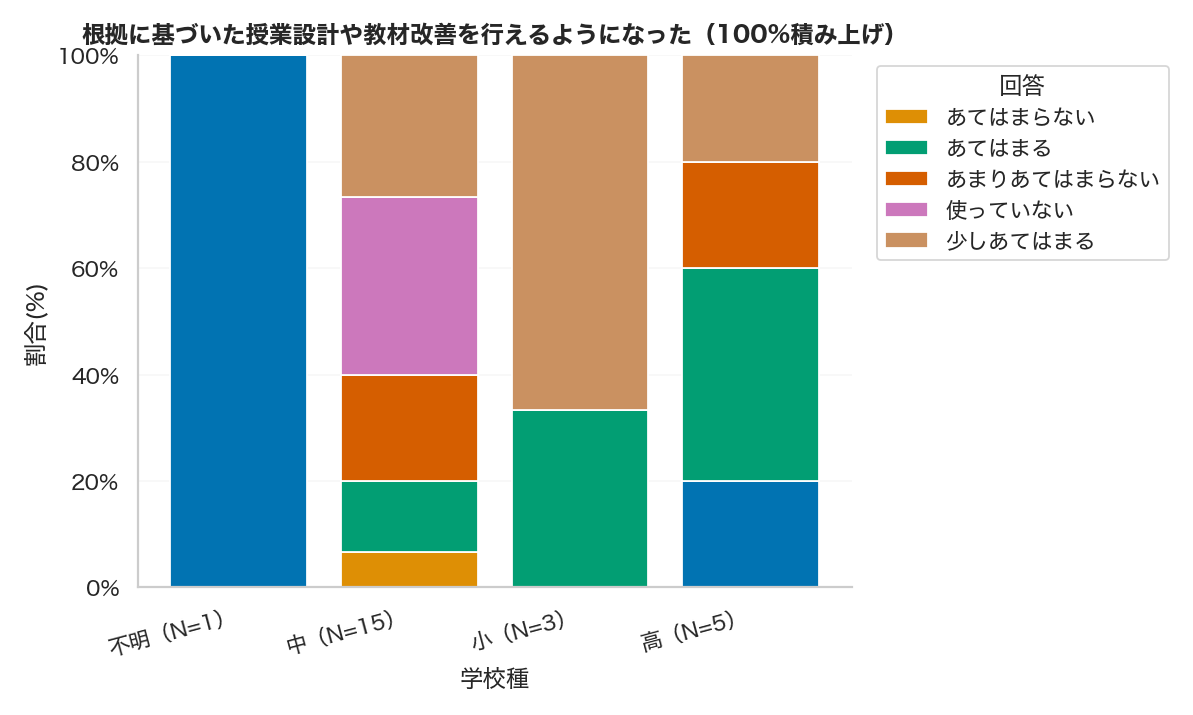 根拠に基づいた授業設計や教材改善を行えるようになった（100%積み上げ）
100%
80%
60%
40%
20%
0%
割合(%)
不明（N=1）
中（N=15）
小（N=3）
高（N=5）
学校種
回答
あてはまらない
あてはまる
あまりあてはまらない
使っていない
少しあてはまる